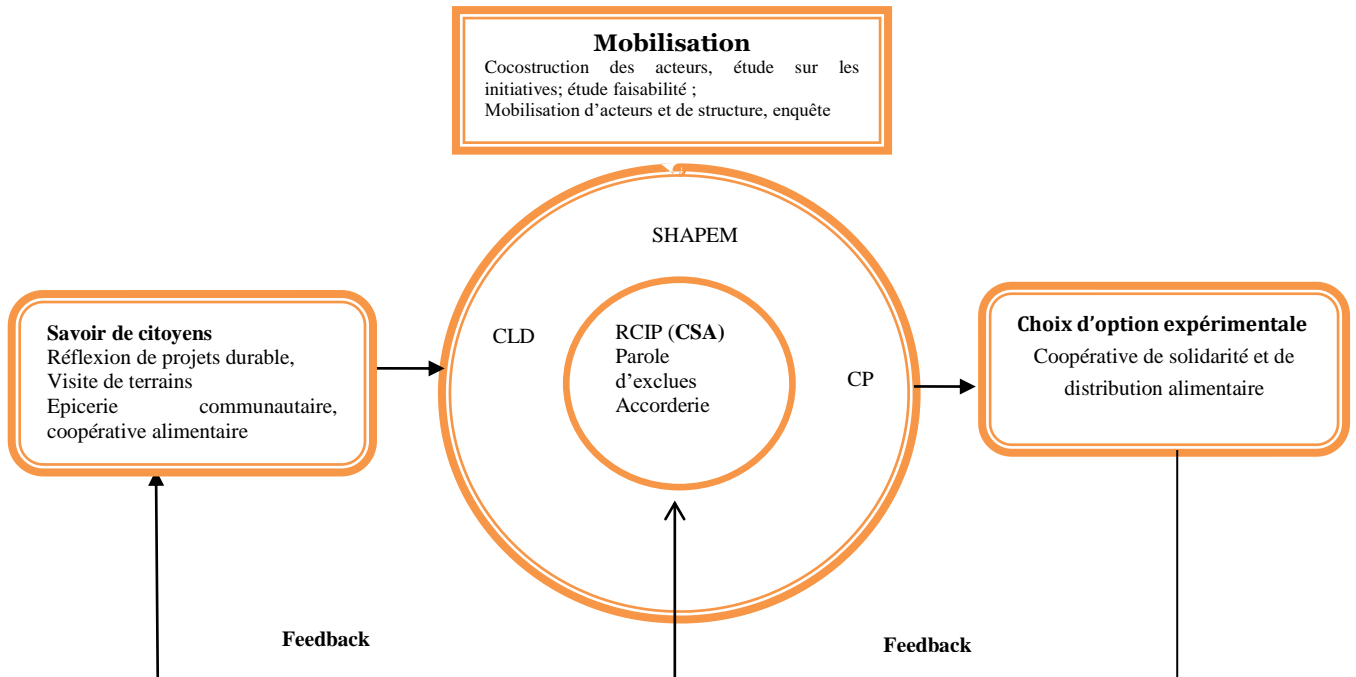 Mobilisation
Cocostruction des acteurs, étude sur les
initiatives; étude faisabilité ;
Mobilisation d'acteurs et de structure, enquête
SHAPEM
CLD
RCIP (CSA)
Parole
d'exclues
Accorderie
CP
Savoir de citoyens
Réflexion de projets durable,
Visite de terrains
Epicerie communautaire,
coopérative alimentaire
Choix d'option expérimentale
Coopérative de solidarité et de
distribution alimentaire
Feedback
Feedback